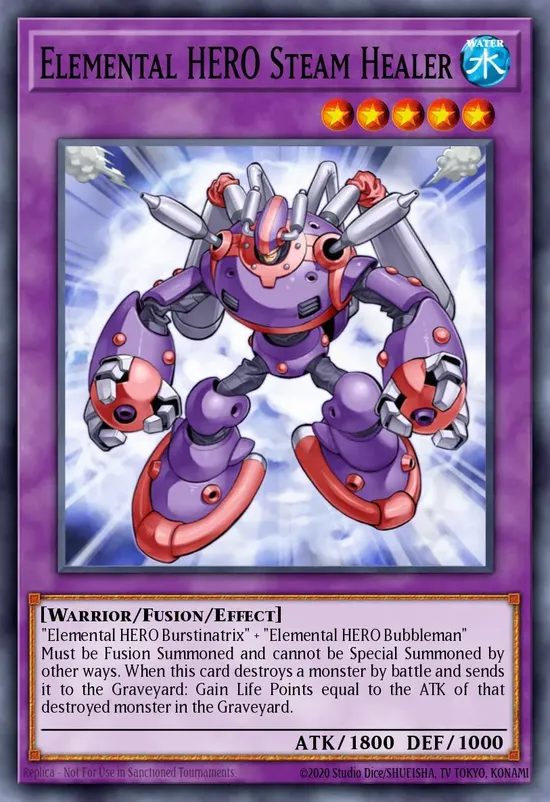 Elemental HERO Steam Healer
WATER
水
[Warrior/Fusion/Effect]
"Elemental HERO Burstinatrix" + "Elemental HERO Bubbleman"
Must be Fusion Summoned and cannot be Special Summoned by
other ways. When this card destroys a monster by battle and sends
it to the Graveyard: Gain Life Points equal to the ATK of that
destroyed monster in the Graveyard.
ATK/1800 DEF/1000
Replica - Not For Use in Sanctioned Tournaments
©2020 Studio Dice/SHUEISHA, TV TOKYO, KONAMI